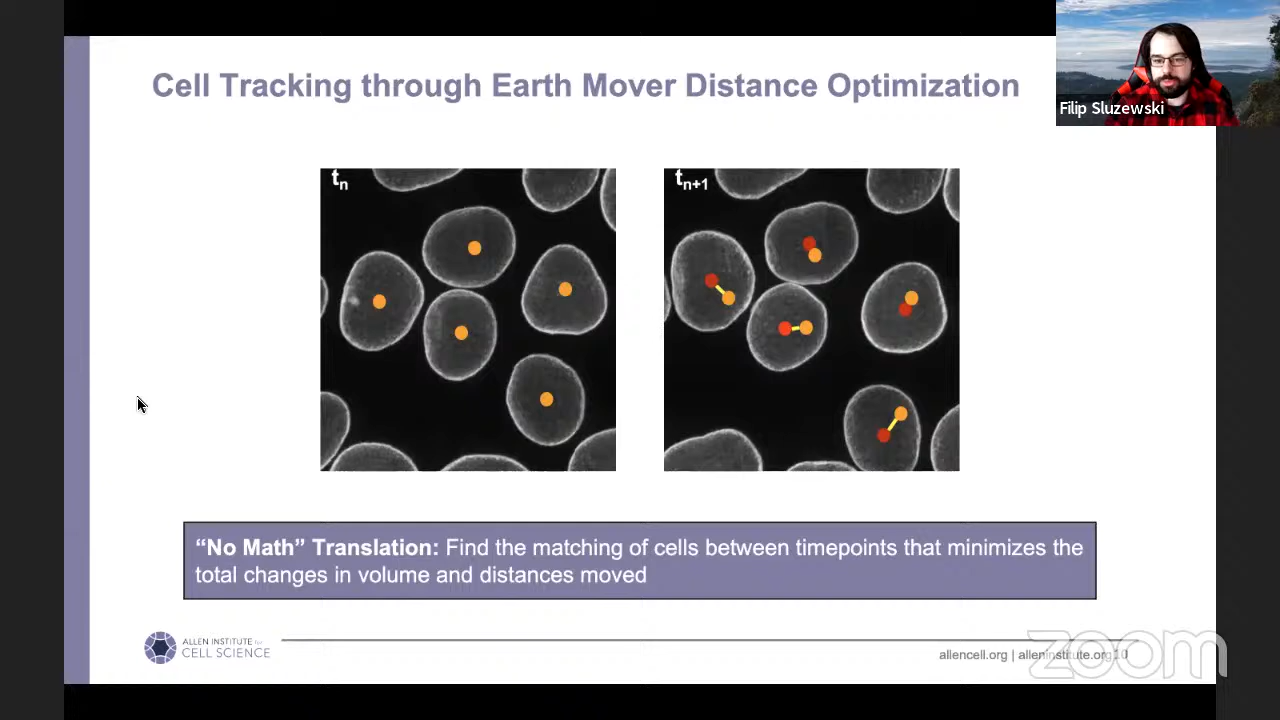 Cell Tracking through Earth Mover Distance Optimization
Filip Sluzewski
tn
tn+1
“No Math” Translation: Find the matching of cells between timepoints that minimizes the
total changes in volume and distances moved
ALLEN INSTITUTE for
CELL SCIENCE
allencell.org | alleninstitute.org
10
zoom